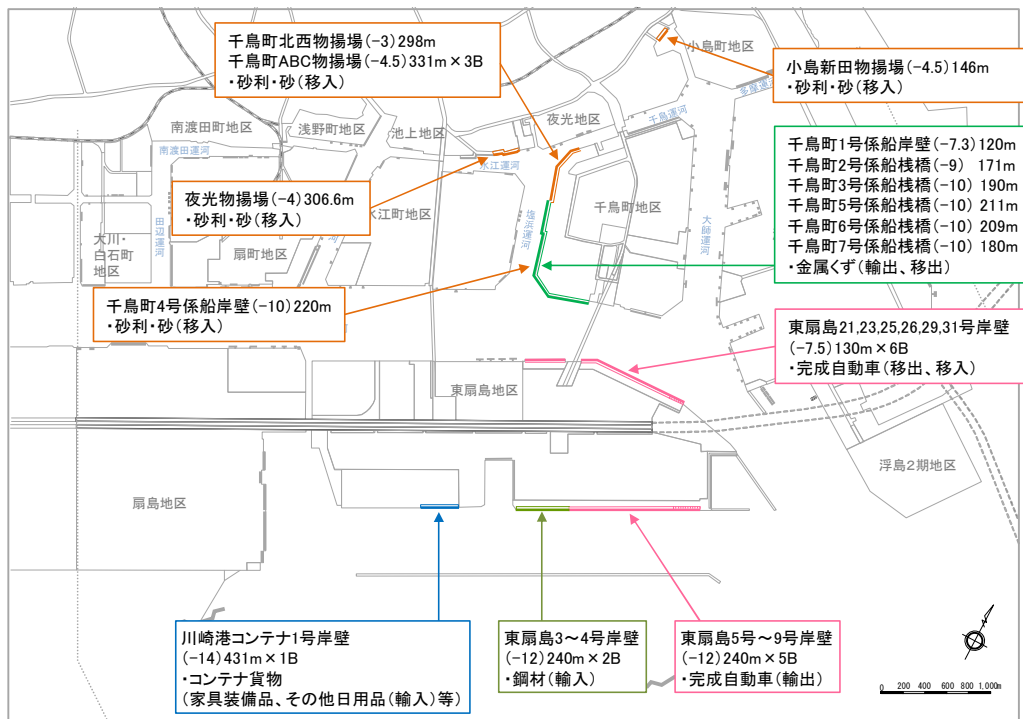 千鳥町北西物揚場(-3)298m
千鳥町ABC物揚場(-4.5)331m×3B
・砂利・砂(移入)
小島町地区
小島新田物揚場(-4.5)146m
・砂利・砂(移入)
多摩運河
南渡田町地区
浅野町地区
池上地区
夜光地区
千鳥運河
南渡田運河
水江運河
千鳥町1号係船岸壁(-7.3)120m
千鳥町2号係船桟橋(-9) 171m
千鳥町3号係船桟橋(-10) 190m
千鳥町5号係船桟橋(-10) 211m
千鳥町6号係船桟橋(-10) 209m
千鳥町7号係船桟橋(-10) 180m
・金属くず(輸出、移出)
夜光物揚場(-4)306.6m
・砂利・砂(移入)
水江町地区
千鳥町地区
塩浜運河
大師運河
田辺運河
大川・
白石町
地区
扇町地区
千鳥町4号係船岸壁(-10)220m
・砂利・砂(移入)
東扇島21,23,25,26,29,31号岸壁
(-7.5)130m×6B
・完成自動車(移出、移入)
東扇島地区
浮島2期地区
扇島地区
川崎港コンテナ1号岸壁
(-14)431m×1B
・コンテナ貨物
(家具装備品、その他日用品(輸入)等)
東扇島3～4号岸壁
(-12)240m×2B
・鋼材(輸入)
東扇島5号～9号岸壁
(-12)240m×5B
・完成自動車(輸出)
0 200 400 600 800 1,000m